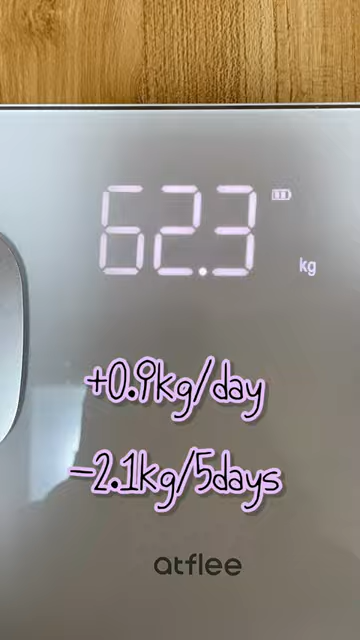 62.3
kg
+0.9kg/day
-2.1kg/5days
atflee